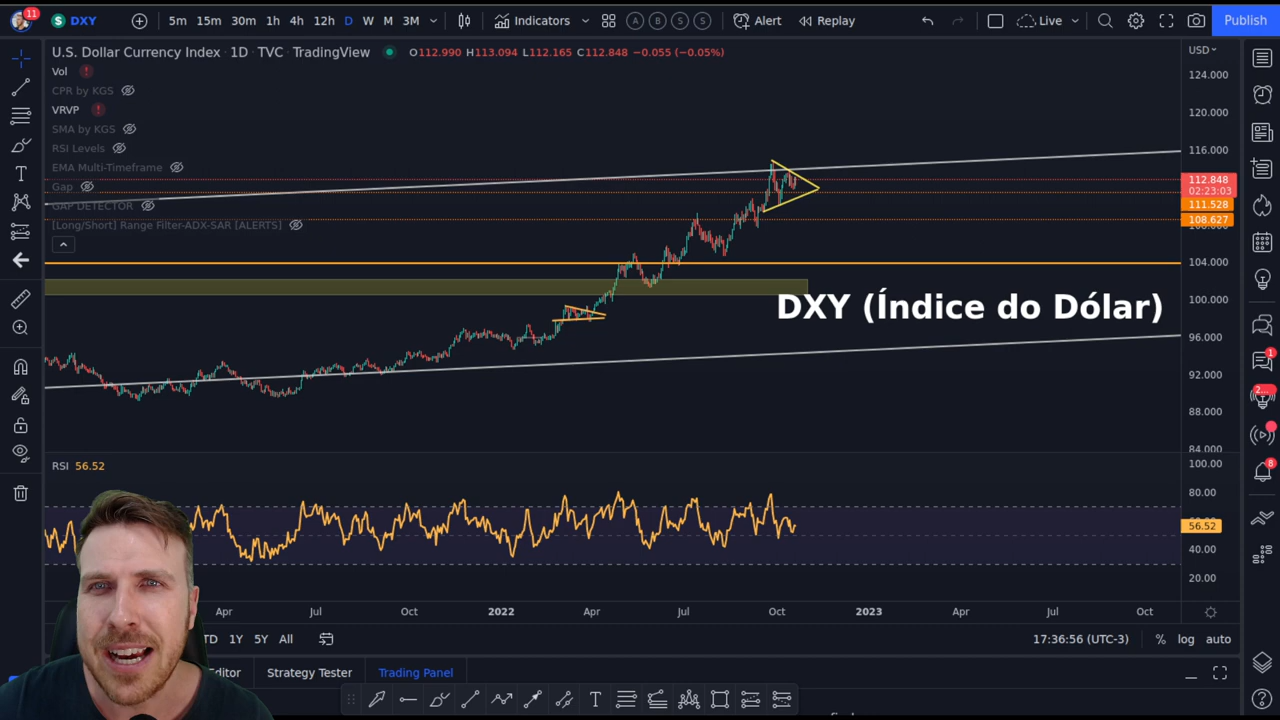 11 DXY 5m 15m 30m 1h 4h 12h D W M 3M Indicators A B S S Alert Replay Live Publish
U.S. Dollar Currency Index · 1D · TVC · TradingView O112.990 H113.094 L112.165 C112.848 −0.055 (−0.05%) USD
Vol
CPR by KGS
VRVP
SMA by KGS
RSI Levels
EMA Multi-Timeframe
Gap
GAP DETECTOR
[Long/Short] Range Filter-ADX-SAR [ALERTS]
124.000
120.000
116.000
112.848
02:23:03
111.528
108.627
104.000
100.000
DXY (Índice do Dólar)
96.000
92.000
88.000
84.000
RSI 56.52
100.00
80.00
56.52
40.00
20.00
Apr Jul Oct 2022 Apr Jul Oct 2023 Apr Jul Oct
TD 1Y 5Y All 17:36:56 (UTC-3) % log auto
Editor Strategy Tester Trading Panel
1
2...
8